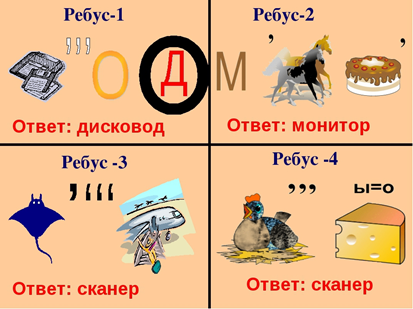 Ребус-1
,,,
О
Д
Ответ: дисковод
Ребус-2
М
,
,
Ответ: монитор
Ребус -3
,“
“
Ответ: сканер
Ребус -4
,,,
ы=о
Ответ: сканер